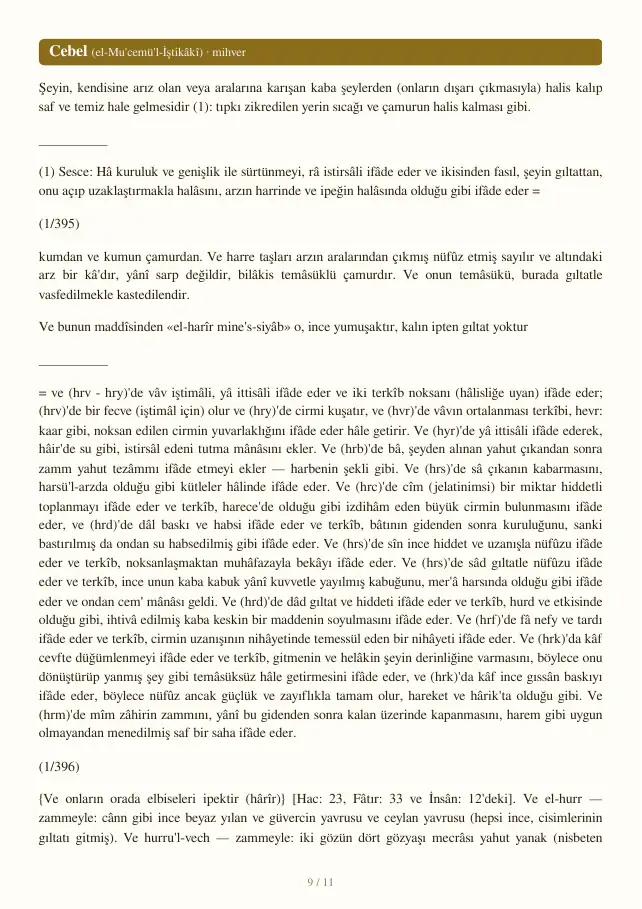 Cebel (el-Mu'cemü'l-İştikâkî) · mihver
Şeyin, kendisine arız olan veya aralarına karışan kaba şeylerden (onların dışarı çıkmasıyla) halis kalıp
saf ve temiz hale gelmesidir (1): tıpkı zikredilen yerin sıcağı ve çamurun halis kalması gibi.
(1) Sesce: Hâ kuruluk ve genişlik ile sürtünmeyi, râ istirsâli ifâde eder ve ikisinden fasıl, şeyin gıltattan,
onu açıp uzaklaştırmakla halâsını, arzın harrinde ve ipeğin halâsında olduğu gibi ifâde eder =
(1/395)
kumdan ve kumun çamurdan. Ve harre taşları arzın aralarından çıkmış nüfûz etmiş sayılır ve altındaki
arz bir kâ'dır, yânî sarp değildir, bilâkis temâsüklü çamurdır. Ve onun temâsükü, burada gıltatle
vasfedilmekle kastedilendir.
Ve bunun maddîsinden «el-harîr mine's-siyâb» o, ince yumuşaktır, kalın ipten gıltat yoktur
= ve (hrv - hry)'de vâv iştimâli, yâ ittisâli ifâde eder ve iki terkîb noksanı (hâlisliğe uyan) ifâde eder;
(hrv)'de bir fecve (iştimâl için) olur ve (hry)'de cirmi kuşatır, ve (hvr)'de vâvın ortalanması terkîbi, hevr:
kaar gibi, noksan edilen cirmin yuvarlaklığını ifâde eder hâle getirir. Ve (hyr)'de yâ ittisâli ifâde ederek,
hâir'de su gibi, istirsâl edeni tutma mânâsını ekler. Ve (hrb)'de bâ, şeyden alınan yahut çıkandan sonra
zamm yahut tezâmmı ifâde etmeyi ekler — harbenin şekli gibi. Ve (hrs)'de sâ çıkanın kabarmasını,
harsü'l-arzda olduğu gibi kütleler hâlinde ifâde eder. Ve (hrc)'de cîm (jelatinimsi) bir miktar hiddetli
toplanmayı ifâde eder ve terkîb, harece'de olduğu gibi izdihâm eden büyük cirmin bulunmasını ifâde
eder, ve (hrd)'de dâl baskı ve habsi ifâde eder ve terkîb, bâtının gidenden sonra kuruluğunu, sanki
bastırılmış da ondan su habsedilmiş gibi ifâde eder. Ve (hrs)'de sîn ince hiddet ve uzanışla nüfûzu ifâde
eder ve terkîb, noksanlaşmaktan muhâfazayla bekâyı ifâde eder. Ve (hrs)'de sâd gıltatle nüfûzu ifâde
eder ve terkîb, ince unun kaba kabuk yânî kuvvetle yayılmış kabuğunu, mer'â harsında olduğu gibi ifâde
eder ve ondan cem' mânâsı geldi. Ve (hrd)'de dâd gıltat ve hiddeti ifâde eder ve terkîb, hurd ve etkisinde
olduğu gibi, ihtivâ edilmiş kaba keskin bir maddenin soyulmasını ifâde eder. Ve (hrf)'de fâ nefy ve tardı
ifâde eder ve terkîb, cirmin uzanışının nihâyetinde temessül eden bir nihâyeti ifâde eder. Ve (hrk)'da kâf
cevfte düğümlenmeyi ifâde eder ve terkîb, gitmenin ve helâkin şeyin derinliğine varmasını, böylece onu
dönüştürüp yanmış şey gibi temâsüksüz hâle getirmesini ifâde eder, ve (hrk)'da kâf ince gıssân baskıyı
ifâde eder, böylece nüfûz ancak güçlük ve zayıflıkla tamam olur, hareket ve hârik'ta olduğu gibi. Ve
(hrm)'de mîm zâhirin zammını, yânî bu gidenden sonra kalan üzerinde kapanmasını, harem gibi uygun
olmayandan menedilmiş saf bir saha ifâde eder.
(1/396)
{Ve onların orada elbiseleri ipektir (hârîr)} [Hac: 23, Fâtır: 33 ve İnsân: 12'deki]. Ve el-hurr —
zammeyle: cânn gibi ince beyaz yılan ve güvercin yavrusu ve ceylan yavrusu (hepsi ince, cisimlerinin
gıltatı gitmiş). Ve hurru'l-vech — zammeyle: iki gözün dört gözyaşı mecrâsı yahut yanak (nisbeten
9 / 11